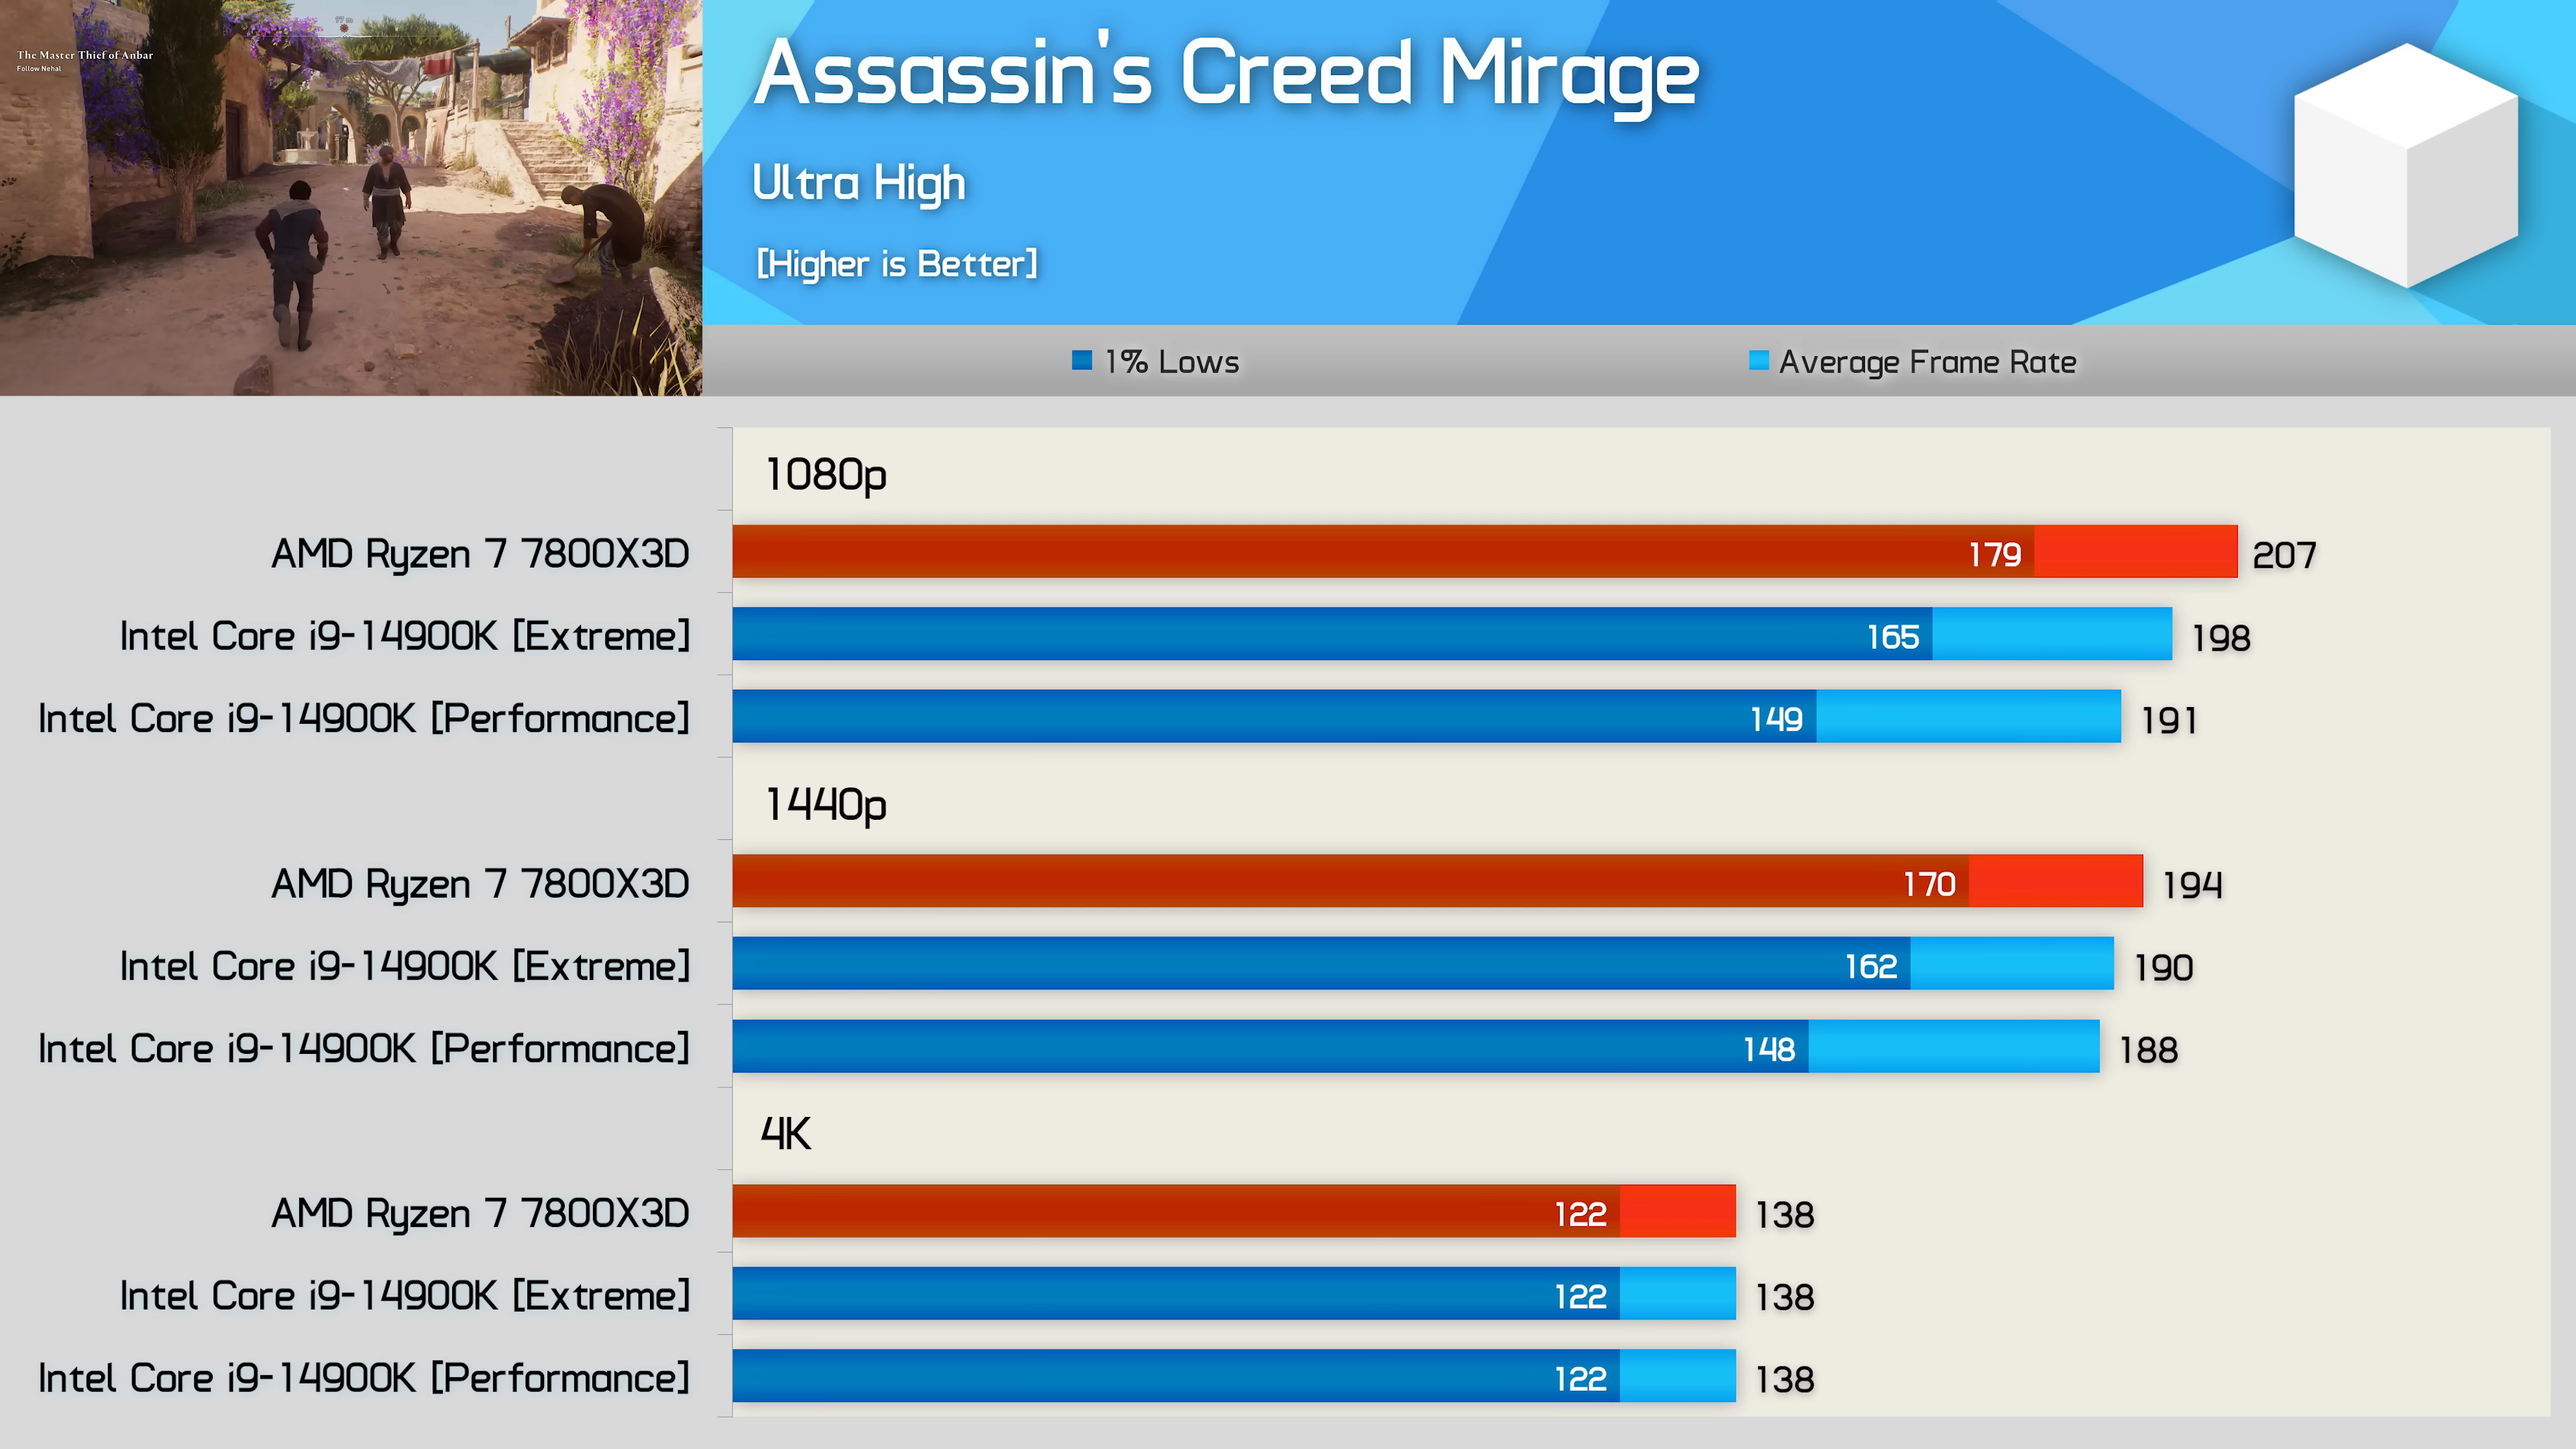 97 m
The Master Thief of Anbar
Follow Nehal
Assassin's Creed Mirage
Ultra High
[Higher is Better]
1% Lows
Average Frame Rate
1080p
AMD Ryzen 7 7800X3D 179 207
Intel Core i9-14900K [Extreme] 165 198
Intel Core i9-14900K [Performance] 149 191
1440p
AMD Ryzen 7 7800X3D 170 194
Intel Core i9-14900K [Extreme] 162 190
Intel Core i9-14900K [Performance] 148 188
4K
AMD Ryzen 7 7800X3D 122 138
Intel Core i9-14900K [Extreme] 122 138
Intel Core i9-14900K [Performance] 122 138